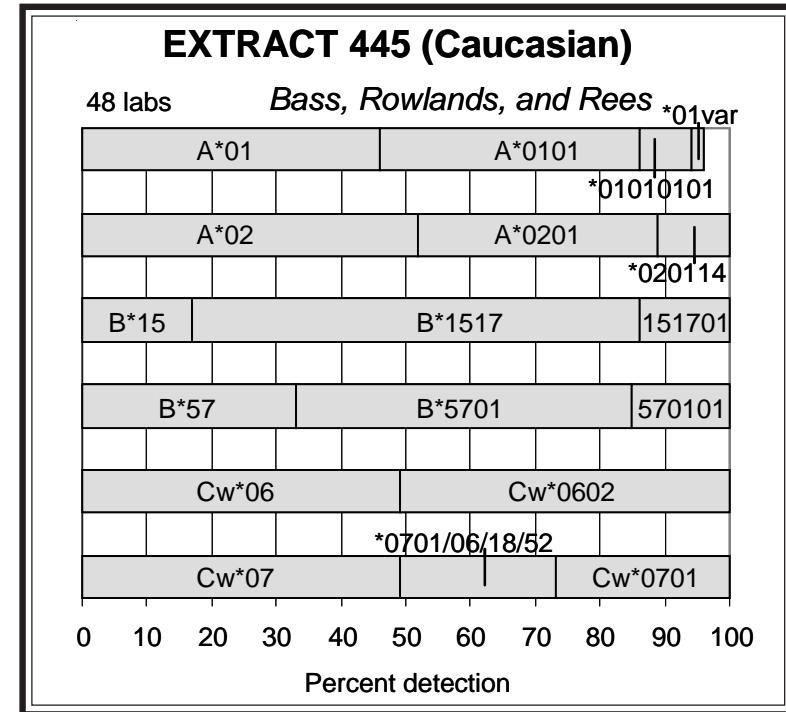 EXTRACT 445 (Caucasian)
48 labs Bass, Rowlands, and Rees
*01var
A*01 A*0101
*01010101
A*02 A*0201
*020114
B*15 B*1517 151701
B*57 B*5701 570101
Cw*06 Cw*0602
*0701/06/18/52
Cw*07 Cw*0701
0 10 20 30 40 50 60 70 80 90 100
Percent detection